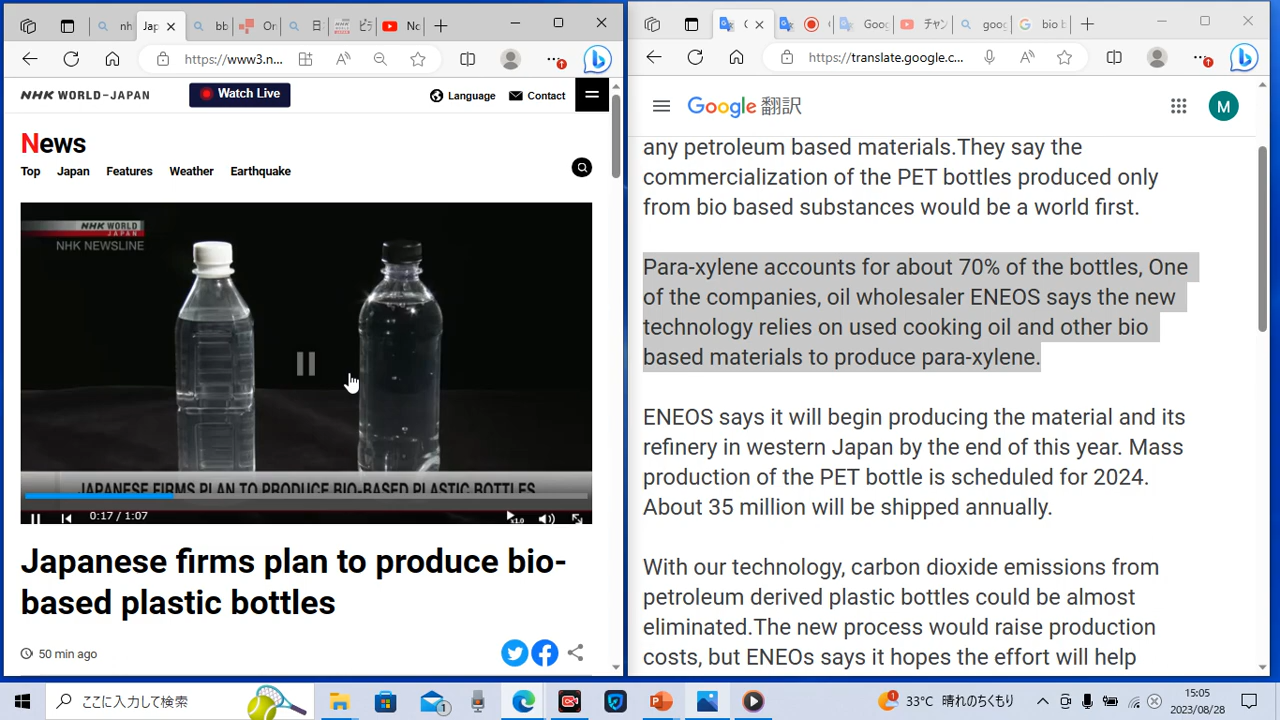 nh
Jap
bb
On
日
ピラ
No
https://www3.n...
NHK WORLD-JAPAN
Watch Live
Language
Contact
News
Top
Japan
Features
Weather
Earthquake
NHK WORLD
JAPAN
NHK NEWSLINE
JAPANESE FIRMS PLAN TO PRODUCE BIO-BASED PLASTIC BOTTLES
0:17 / 1:07
x1.0
Japanese firms plan to produce bio-
based plastic bottles
50 min ago
G
Goo
チャン
goo
bio b
https://translate.google.c...
Google 翻訳
M
any petroleum based materials.They say the
commercialization of the PET bottles produced only
from bio based substances would be a world first.
Para-xylene accounts for about 70% of the bottles, One
of the companies, oil wholesaler ENEOS says the new
technology relies on used cooking oil and other bio
based materials to produce para-xylene.
ENEOS says it will begin producing the material and its
refinery in western Japan by the end of this year. Mass
production of the PET bottle is scheduled for 2024.
About 35 million will be shipped annually.
With our technology, carbon dioxide emissions from
petroleum derived plastic bottles could be almost
eliminated.The new process would raise production
costs, but ENEOs says it hopes the effort will help
ここに入力して検索
1
1
33°C 晴れのちくもり
15:05
2023/08/28